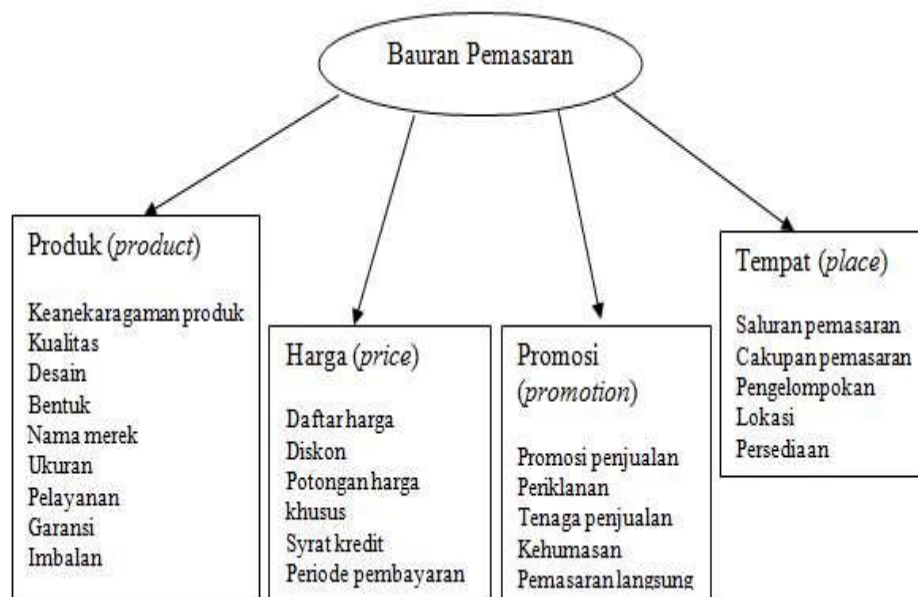 Bauran Pemasaran
Produk (product)
Keanekaragaman produk
Kualitas
Desain
Bentuk
Nama merek
Ukuran
Pelayanan
Garansi
Imbalan
Harga (price)
Daftar harga
Diskon
Potongan harga
khusus
Syrat kredit
Periode pembayaran
Promosi
(promotion)
Promosi penjualan
Periklanan
Tenaga penjualan
Kehumasan
Pemasaran langsung
Tempat (place)
Saluran pemasaran
Cakupan pemasaran
Pengelompokan
Lokasi
Persediaan